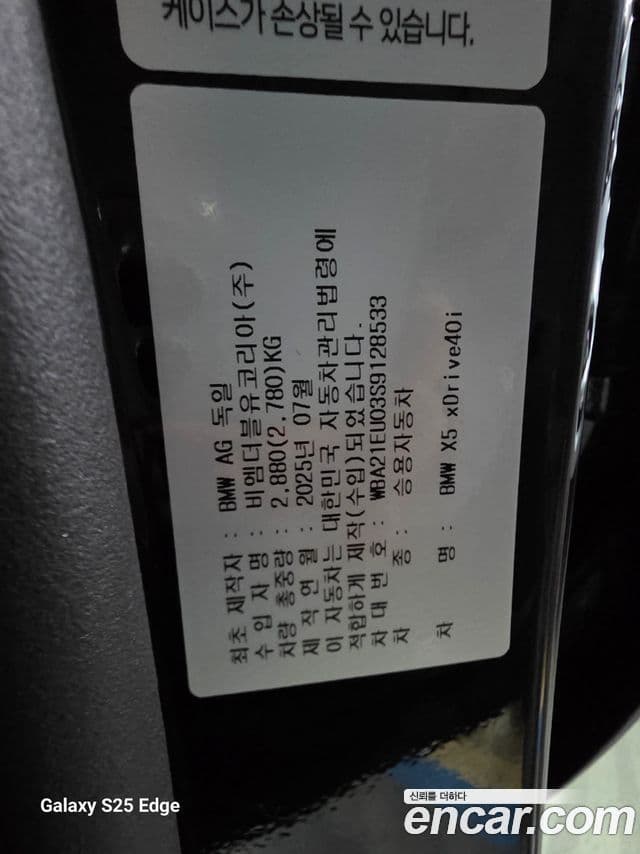 케이스가 손상될 수 있습니다.
최초 제작자 : BMW AG 독일
수 입 자 명 : 비엠더블유코리아(주)
차량 총중량 : 2,880(2,780)KG
제 작 연 월 : 2025년 07월
이 자동차는 대한민국 자동차관리법령에
적합하게 제작(수입)되었습니다.
차 대 번 호 : WBA21EU03S9128533
차 종 : 승용자동차
차 명 : BMW X5 xDrive40i
Galaxy S25 Edge
신뢰를 더하다
encar.com